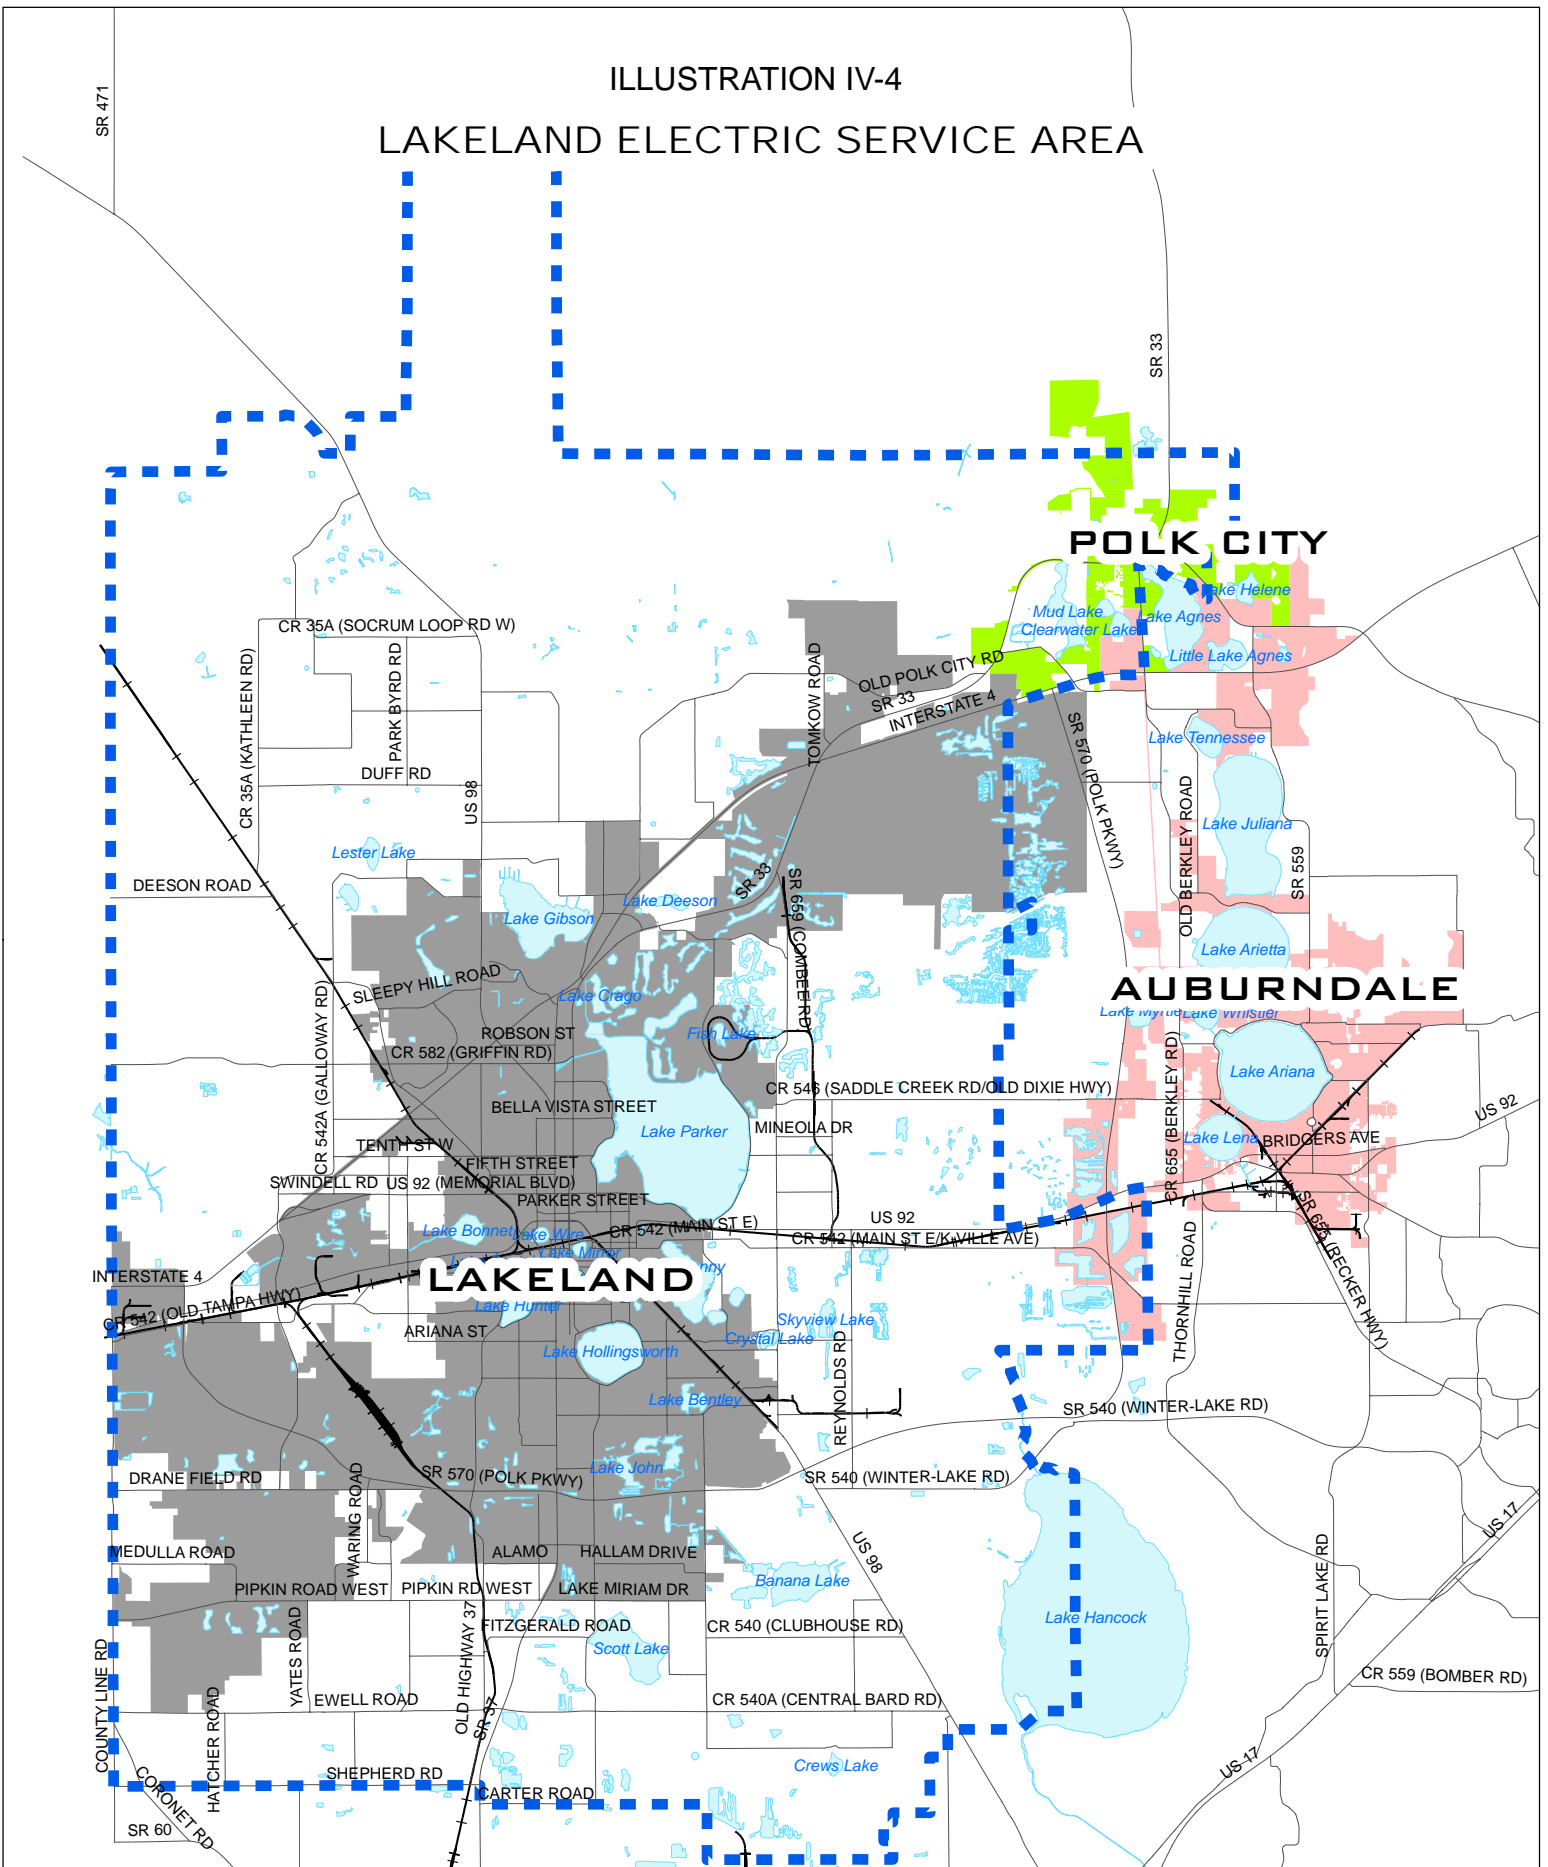 ILLUSTRATION IV-4
LAKELAND ELECTRIC SERVICE AREA
SR 471
SR 33
POLK CITY
Lake Helene
Mud Lake
Clearwater Lake
Lake Agnes
Little Lake Agnes
CR 35A (SOCRUM LOOP RD W)
CR 35A (KATHLEEN RD)
PARK BYRD RD
TOMKOW ROAD
OLD POLK CITY RD
SR 33
INTERSTATE 4
SR 570 (POLK PKWY)
Lake Tennessee
DUFF RD
US 98
OLD BERKLEY ROAD
Lake Juliana
SR 559
Lester Lake
DEESON ROAD
SR 33
SR 659 (COMBEE RD)
Lake Deeson
Lake Gibson
Lake Arietta
SLEEPY HILL ROAD
AUBURNDALE
Lake Crago
Lake Myrtle
Lake Whistler
CR 542A (GALLOWAY RD)
ROBSON ST
Fish Lake
CR 582 (GRIFFIN RD)
CR 655 (BERKLEY RD)
Lake Ariana
CR 546 (SADDLE CREEK RD/OLD DIXIE HWY)
BELLA VISTA STREET
US 92
Lake Parker
MINEOLA DR
Lake Lena
BRIDGERS AVE
TENTH ST W
FIFTH STREET
SWINDELL RD
US 92 (MEMORIAL BLVD)
PARKER STREET
SR 655 (RECKER HWY)
Lake Bonnet
Lake Wire
CR 542 (MAIN ST E)
US 92
CR 542 (MAIN ST E/K-VILLE AVE)
Lake Mirror
THORNHILL ROAD
INTERSTATE 4
LAKELAND
nny
CR 542 (OLD TAMPA HWY)
Lake Hunter
ARIANA ST
Skyview Lake
Crystal Lake
Lake Hollingsworth
REYNOLDS RD
Lake Bentley
SR 540 (WINTER-LAKE RD)
DRANE FIELD RD
SR 570 (POLK PKWY)
Lake John
SR 540 (WINTER-LAKE RD)
WARING ROAD
US 17
MEDULLA ROAD
ALAMO
HALLAM DRIVE
US 98
SPIRIT LAKE RD
PIPKIN ROAD WEST
PIPKIN RD WEST
LAKE MIRIAM DR
Banana Lake
Lake Hancock
YATES ROAD
OLD HIGHWAY 37
FITZGERALD ROAD
CR 540 (CLUBHOUSE RD)
Scott Lake
COUNTY LINE RD
CR 559 (BOMBER RD)
EWELL ROAD
SR 37
CR 540A (CENTRAL BARD RD)
HATCHER ROAD
SHEPHERD RD
Crews Lake
US 17
CORONET RD
CARTER ROAD
SR 60